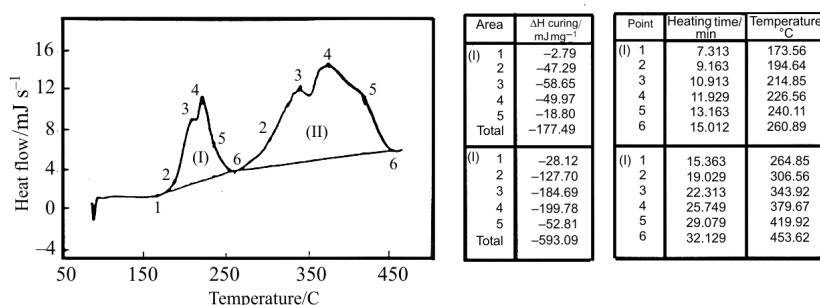 16
12
8
4
0
−4
Heat flow/mJ s−1
50
150
250
350
450
Temperature/C
1
2
3
4
5
6
(I)
2
3
4
5
6
(II)
Area ΔH curing/ mJ mg−1
(I) 1 −2.79
2 −47.29
3 −58.65
4 −49.97
5 −18.80
Total −177.49
(I) 1 −28.12
2 −127.70
3 −184.69
4 −199.78
5 −52.81
Total −593.09
Point Heating time/ min Temperature °C
(I) 1 7.313 173.56
2 9.163 194.64
3 10.913 214.85
4 11.929 226.56
5 13.163 240.11
6 15.012 260.89
(I) 1 15.363 264.85
2 19.029 306.56
3 22.313 343.92
4 25.749 379.67
5 29.079 419.92
6 32.129 453.62